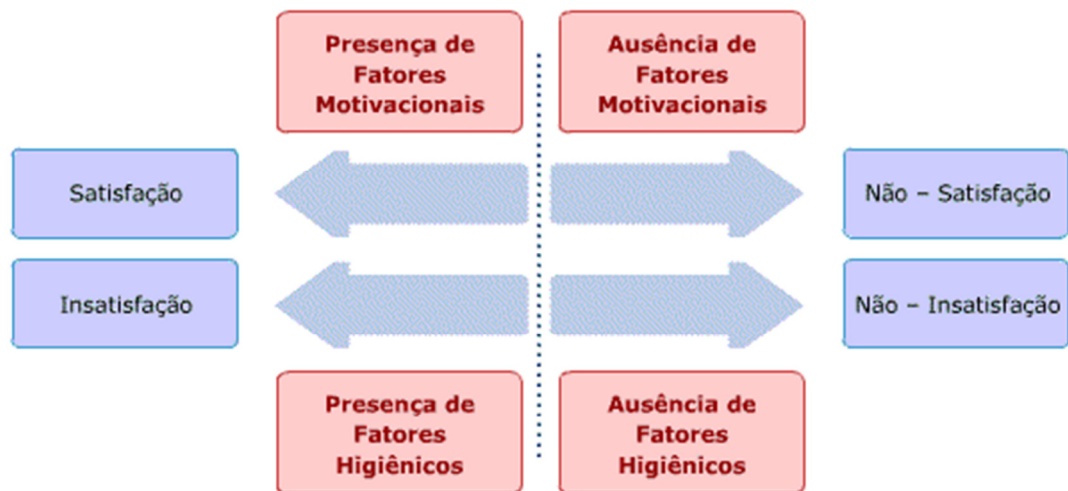 Presença de
Fatores
Motivacionais
Ausência de
Fatores
Motivacionais
Satisfação
Não – Satisfação
Insatisfação
Não – Insatisfação
Presença de
Fatores
Higiênicos
Ausência de
Fatores
Higiênicos